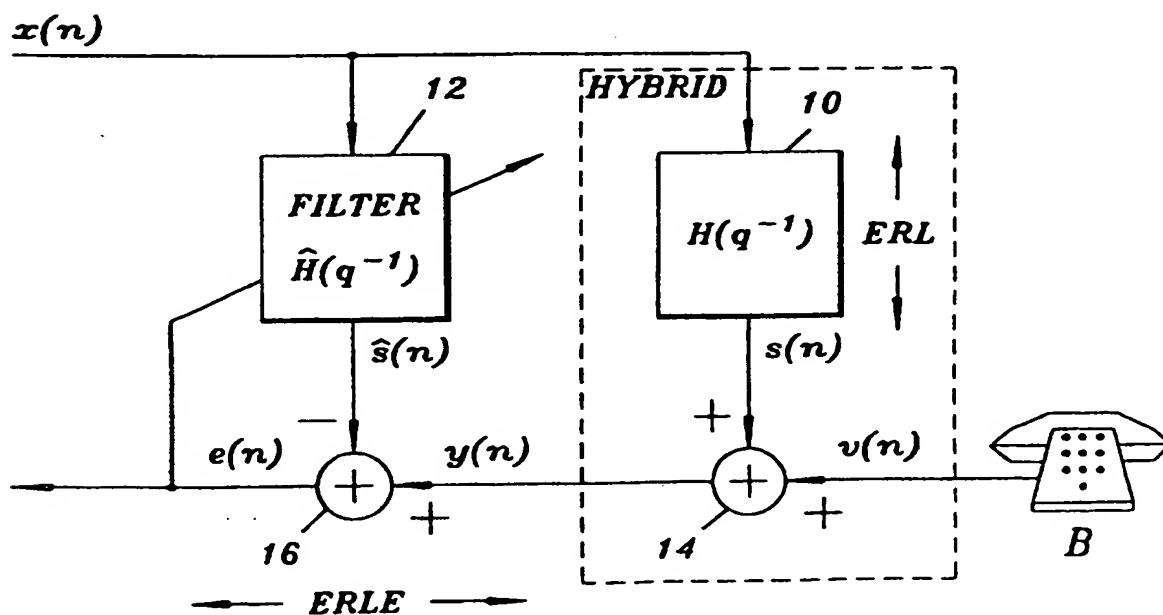 x(n)
12
HYBRID
10
FILTER
Ĥ(q⁻¹)
H(q⁻¹)
ERL
ŝ(n)
s(n)
−
+
e(n)
+
y(n)
+
+
v(n)
+
16
14
B
ERLE